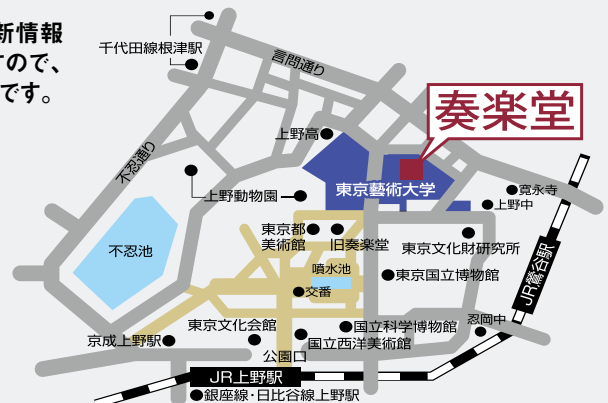 新情報
すので、
です。
千代田線根津駅
言問通り
奏楽堂
不忍通り
上野高
東京藝術大学
上野動物園
寛永寺
上野中
東京都
美術館
旧奏楽堂
東京文化財研究所
不忍池
噴水池
東京国立博物館
JR鶯谷駅
交番
東京文化会館
国立科学博物館
忍岡中
京成上野駅
国立西洋美術館
公園口
JR上野駅
銀座線・日比谷線上野駅